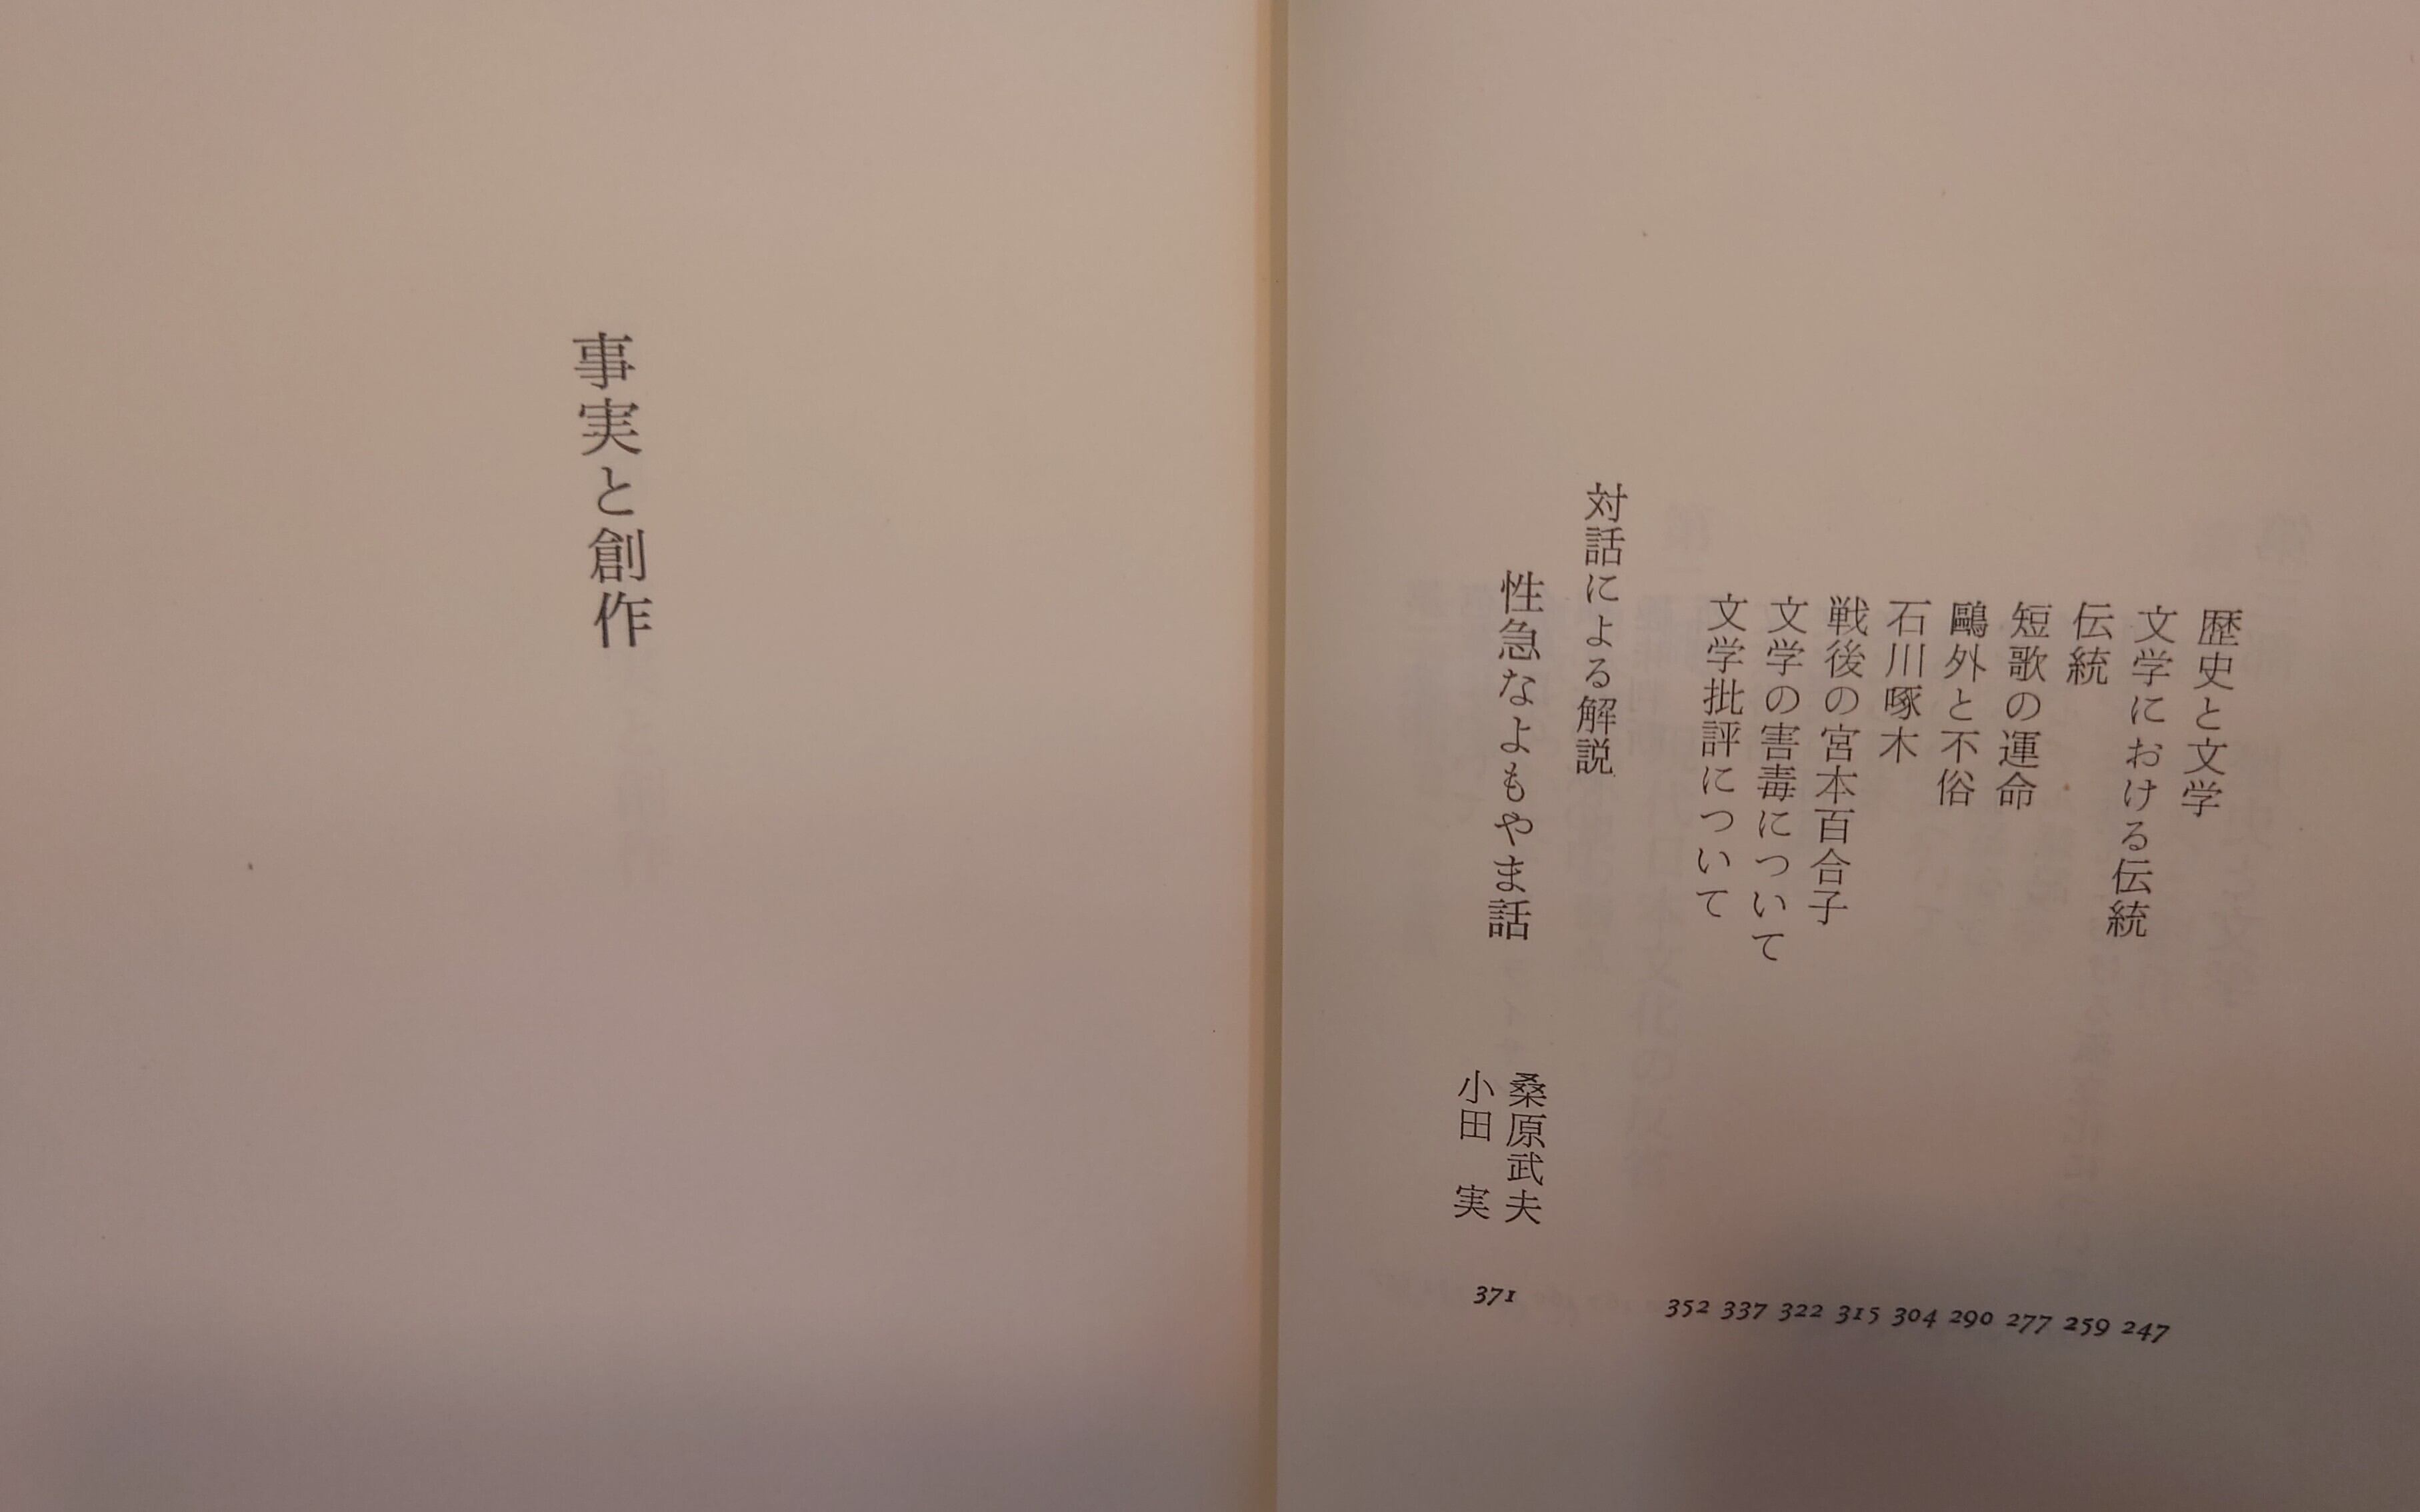 歴史と文学 247
文学における伝統 259
伝統 277
短歌の運命 290
鷗外と不俗 304
石川啄木 315
戦後の宮本百合子 322
文学の害毒について 337
文学批評について 352
対話による解説
性急なよもやま話 桑原武夫
小田 実 371
事実と創作